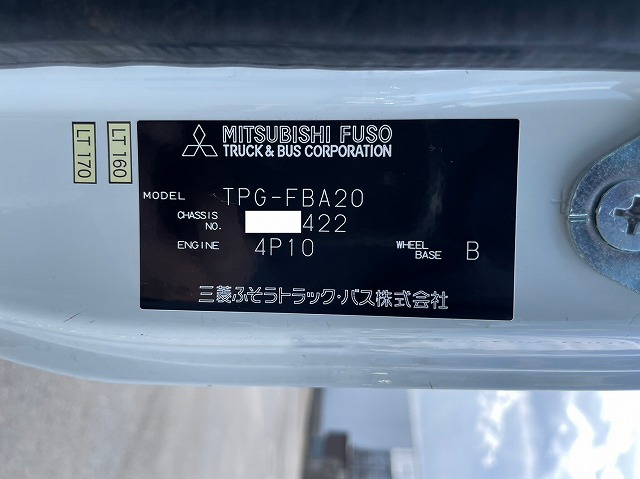 MITSUBISHI FUSO
TRUCK & BUS CORPORATION
MODEL TPG-FBA20
CHASSIS NO. 422
ENGINE 4P10 WHEEL BASE B
三菱ふそうトラック・バス株式会社
LT 170
LT 160